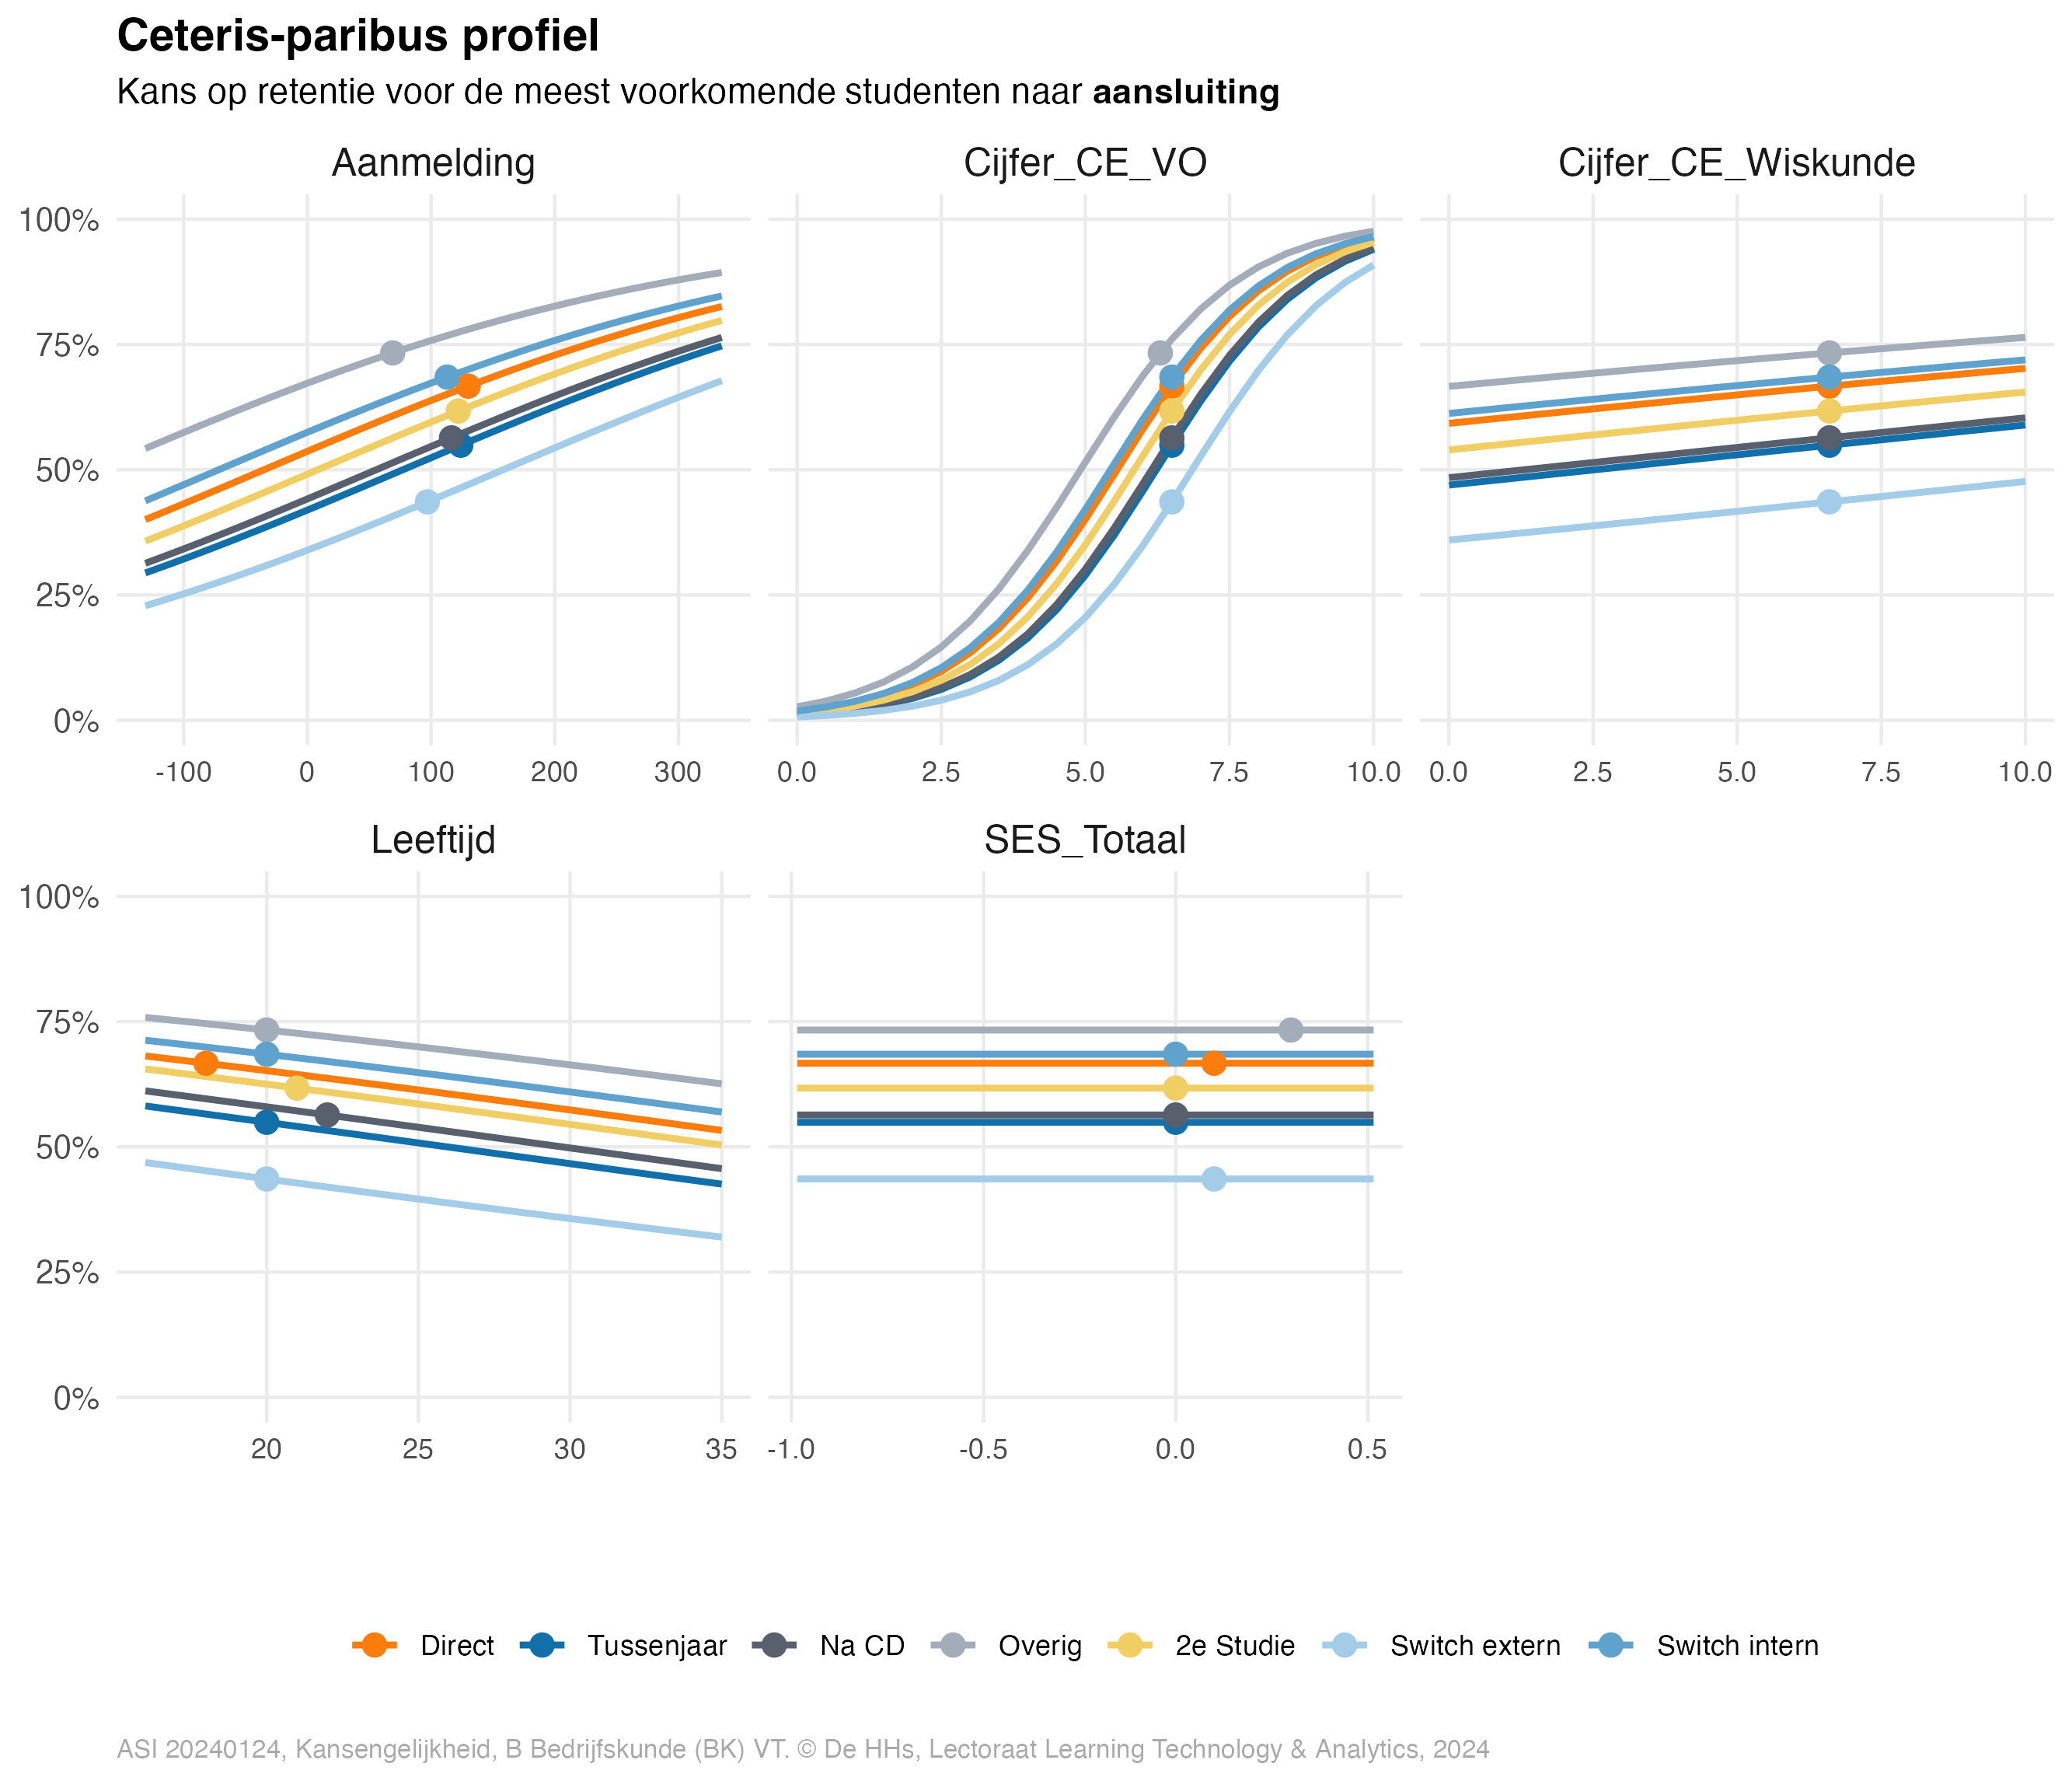 Ceteris-paribus profiel
Kans op retentie voor de meest voorkomende studenten naar aansluiting
Aanmelding
Cijfer_CE_VO
Cijfer_CE_Wiskunde
100%
75%
50%
25%
0%
-100 0 100 200 300
0.0 2.5 5.0 7.5 10.0
0.0 2.5 5.0 7.5 10.0
Leeftijd
SES_Totaal
100%
75%
50%
25%
0%
20 25 30 35
-1.0 -0.5 0.0 0.5
Direct Tussenjaar Na CD Overig 2e Studie Switch extern Switch intern
ASI 20240124, Kansengelijkheid, B Bedrijfskunde (BK) VT. © De HHs, Lectoraat Learning Technology & Analytics, 2024